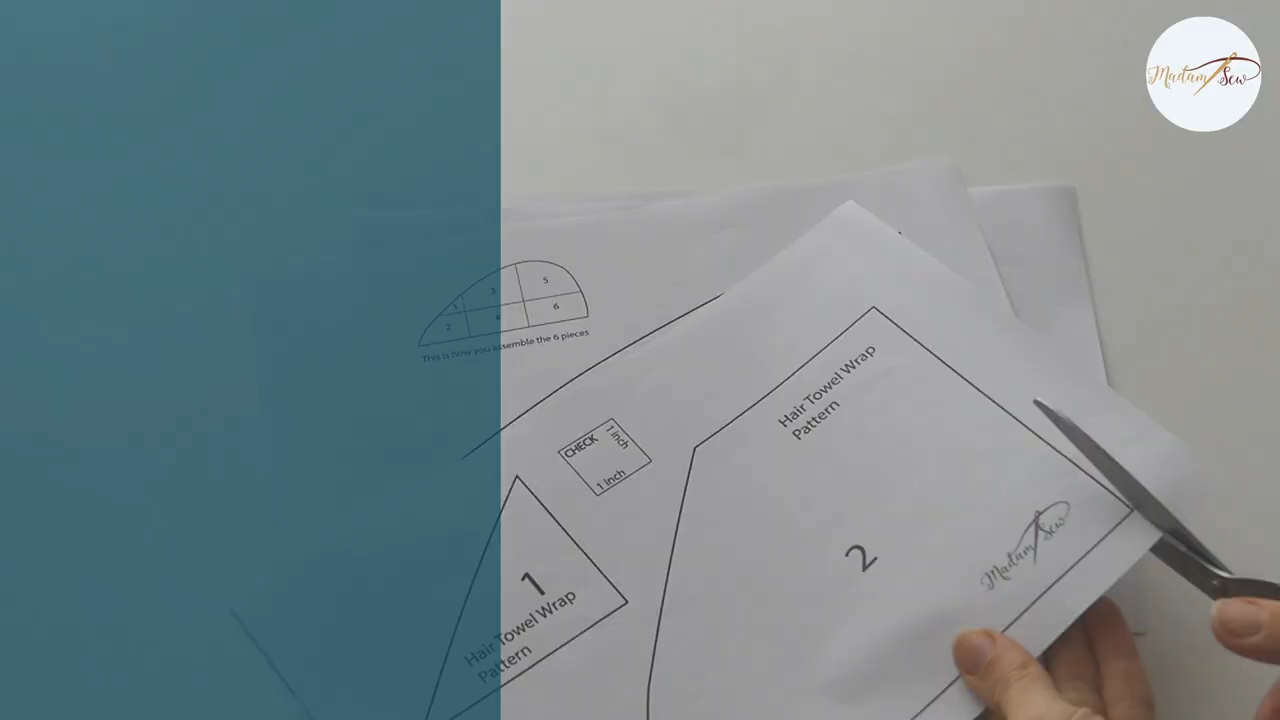 Madam Sew
3
5
1
2
4
6
This is how you assemble the 6 pieces
CHECK
1 inch
1 inch
Hair Towel Wrap
Pattern
2
Madam Sew
1
Hair Towel Wrap
Pattern